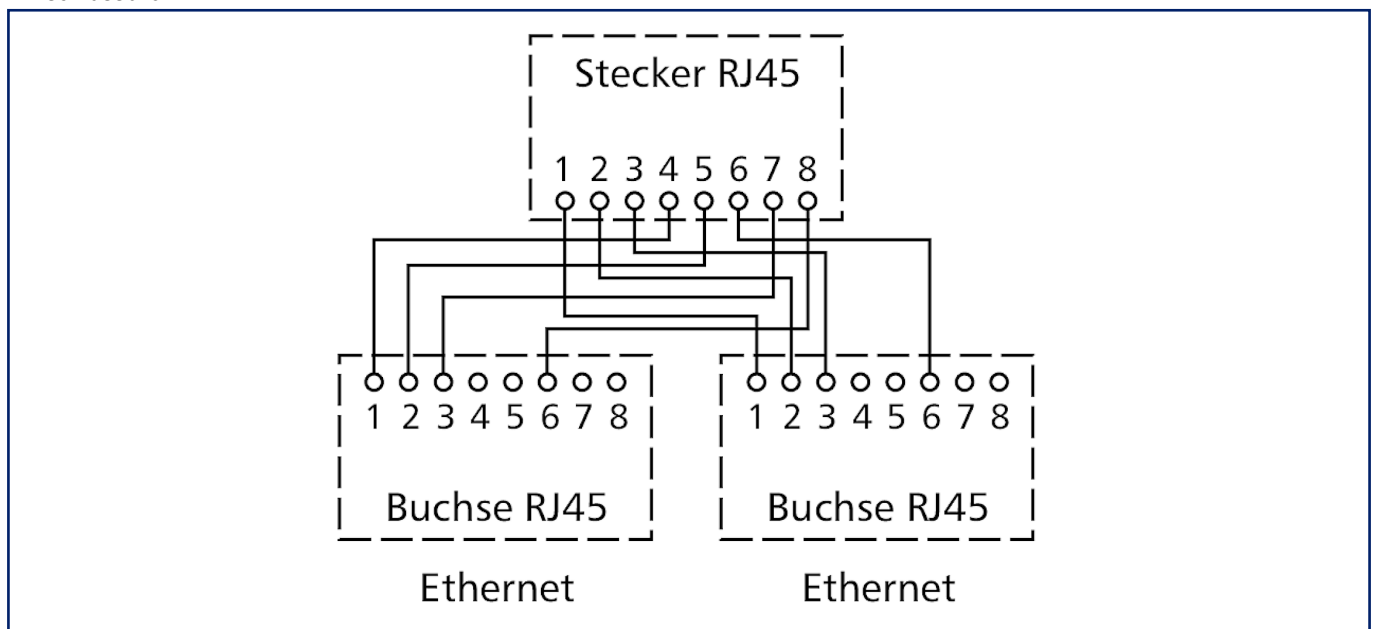 Stecker RJ45
1 2 3 4 5 6 7 8
1 2 3 4 5 6 7 8 1 2 3 4 5 6 7 8
Buchse RJ45 Buchse RJ45
Ethernet Ethernet